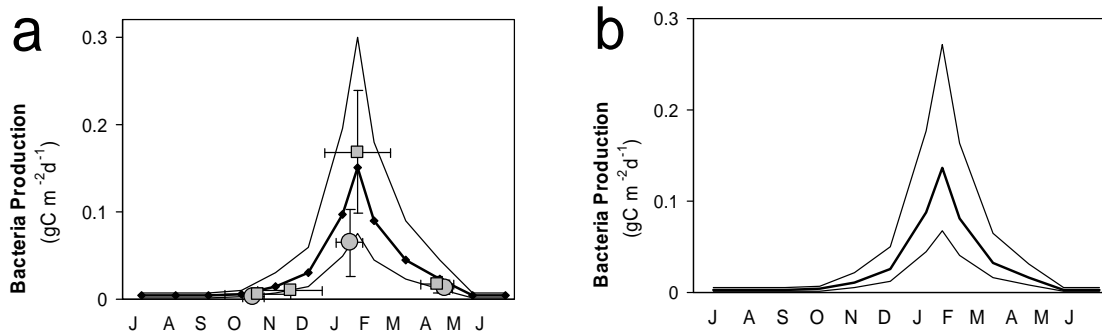 a
0.3
0.2
0.1
0
Bacteria Production
(gC m⁻²d⁻¹)
J A S O N D J F M A M J
b
0.3
0.2
0.1
0
Bacteria Production
(gC m⁻²d⁻¹)
J A S O N D J F M A M J